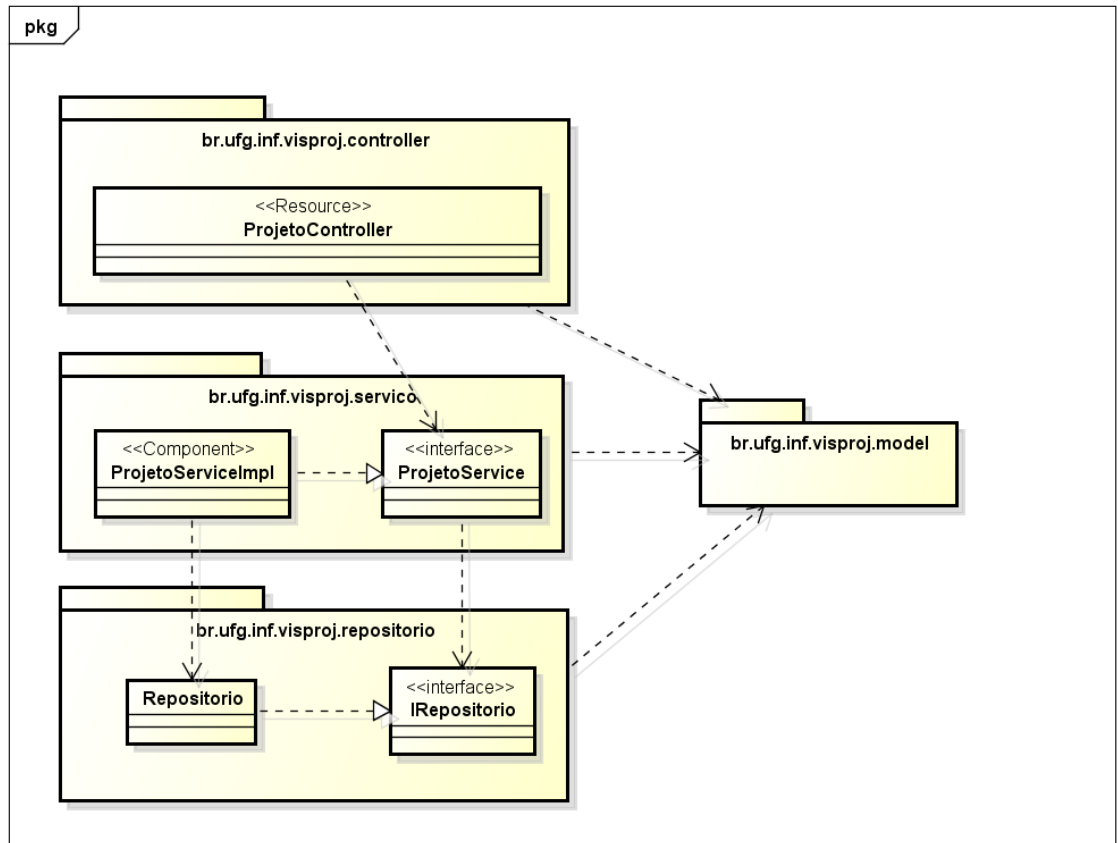 pkg
br.ufg.inf.visproj.controller
<<Resource>>
ProjetoController
br.ufg.inf.visproj.servico
<<Component>>
ProjetoServiceImpl
<<interface>>
ProjetoService
br.ufg.inf.visproj.model
br.ufg.inf.visproj.repositorio
Repositorio
<<interface>>
IRepositorio